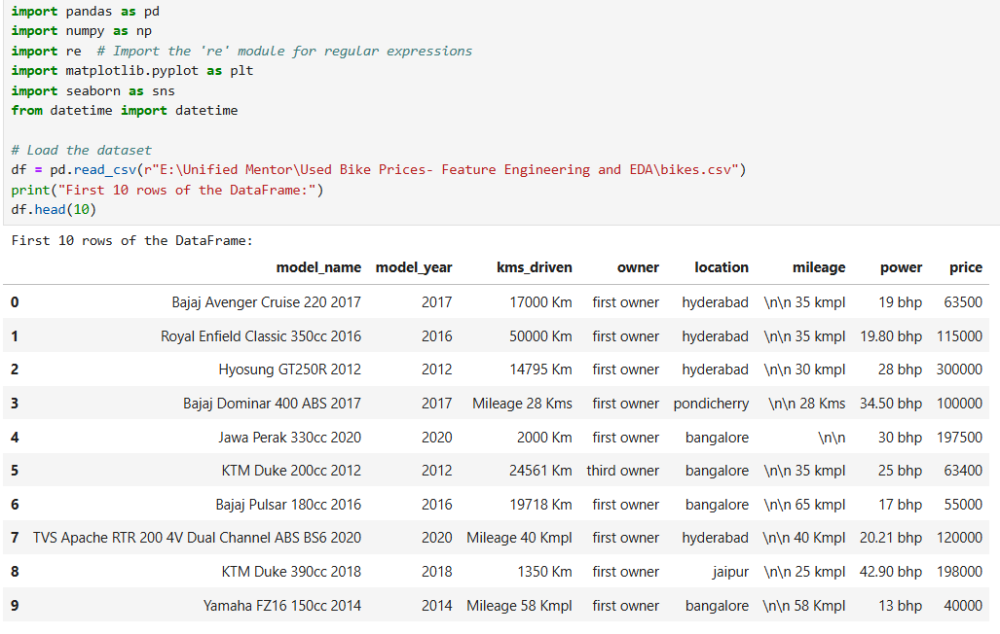 import pandas as pd
import numpy as np
import re  # Import the 're' module for regular expressions
import matplotlib.pyplot as plt
import seaborn as sns
from datetime import datetime
# Load the dataset
df = pd.read_csv(r"E:\Unified Mentor\Used Bike Prices- Feature Engineering and EDA\bikes.csv")
print("First 10 rows of the DataFrame:")
df.head(10)
First 10 rows of the DataFrame:
model_name model_year kms_driven owner location mileage power price
0 Bajaj Avenger Cruise 220 2017 2017 17000 Km first owner hyderabad \n\n 35 kmpl 19 bhp 63500
1 Royal Enfield Classic 350cc 2016 2016 50000 Km first owner hyderabad \n\n 35 kmpl 19.80 bhp 115000
2 Hyosung GT250R 2012 2012 14795 Km first owner hyderabad \n\n 30 kmpl 28 bhp 300000
3 Bajaj Dominar 400 ABS 2017 2017 Mileage 28 Kms first owner pondicherry \n\n 28 Kms 34.50 bhp 100000
4 Jawa Perak 330cc 2020 2020 2000 Km first owner bangalore \n\n 30 bhp 197500
5 KTM Duke 200cc 2012 2012 24561 Km third owner bangalore \n\n 35 kmpl 25 bhp 63400
6 Bajaj Pulsar 180cc 2016 2016 19718 Km first owner bangalore \n\n 65 kmpl 17 bhp 55000
7 TVS Apache RTR 200 4V Dual Channel ABS BS6 2020 2020 Mileage 40 Kmpl first owner hyderabad \n\n 40 Kmpl 20.21 bhp 120000
8 KTM Duke 390cc 2018 2018 1350 Km first owner jaipur \n\n 25 kmpl 42.90 bhp 198000
9 Yamaha FZ16 150cc 2014 2014 Mileage 58 Kmpl first owner bangalore \n\n 58 Kmpl 13 bhp 40000